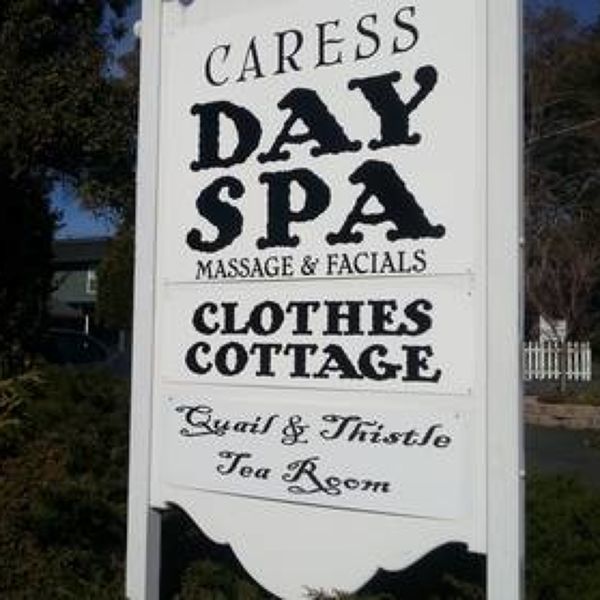 CARESS
DAY
SPA
MASSAGE & FACIALS
CLOTHES
COTTAGE
Quail & Thistle
Tea Room